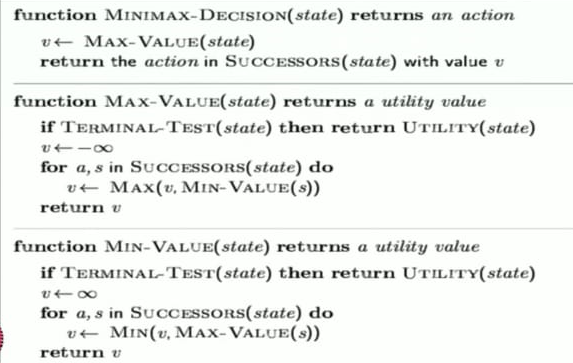 function MINIMAX-DECISION(state) returns an action
v ← MAX-VALUE(state)
return the action in SUCCESSORS(state) with value v
function MAX-VALUE(state) returns a utility value
if TERMINAL-TEST(state) then return UTILITY(state)
v ← −∞
for a, s in SUCCESSORS(state) do
v ← MAX(v, MIN-VALUE(s))
return v
function MIN-VALUE(state) returns a utility value
if TERMINAL-TEST(state) then return UTILITY(state)
v ← ∞
for a, s in SUCCESSORS(state) do
v ← MIN(v, MAX-VALUE(s))
return v